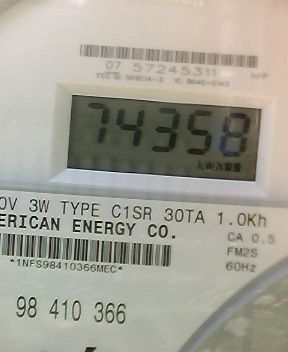 07 57245311
74358
kWh
0V 3W TYPE C1SR 30TA 1.0Kh
ERICAN ENERGY CO.
CA 0.5
FM2S
*1NFS98410366MEC*
60Hz
98 410 366